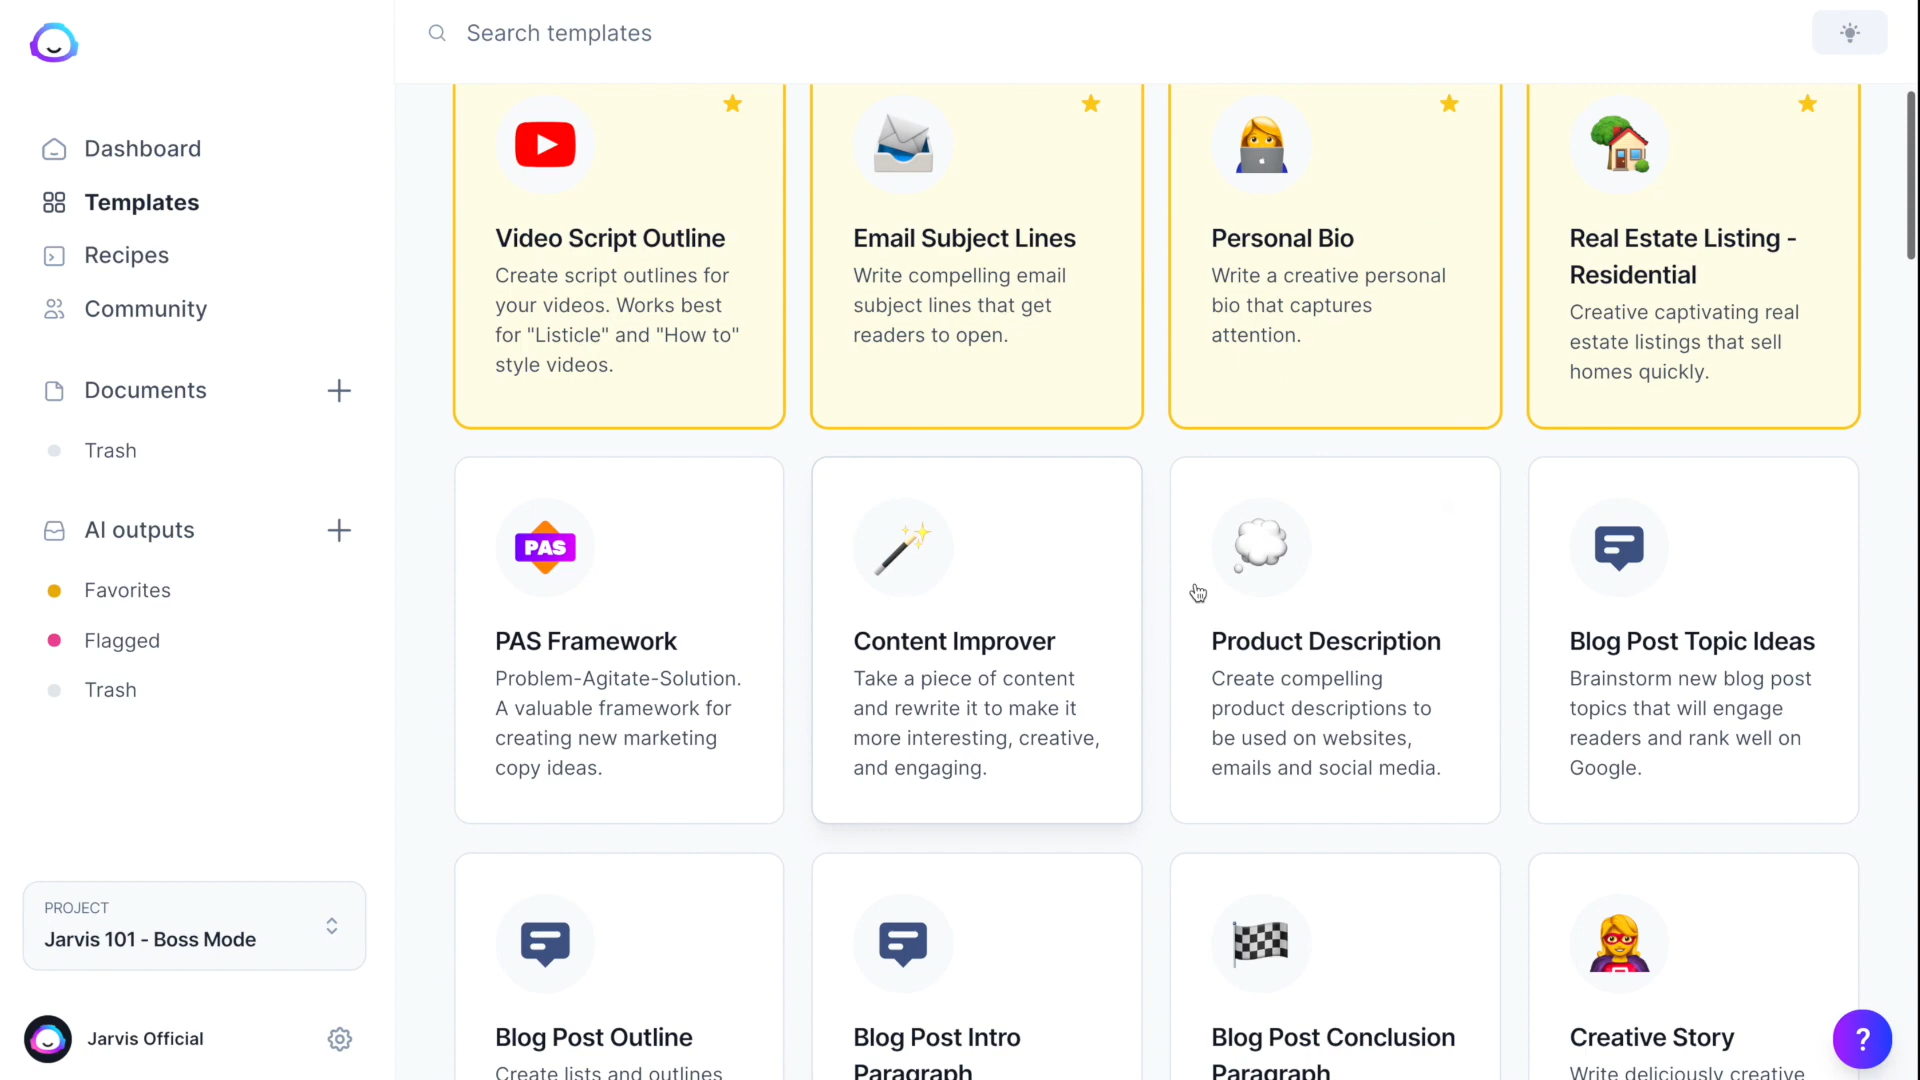 Search templates
Dashboard
Templates
Recipes
Community
Documents
Trash
AI outputs
Favorites
Flagged
Trash
PROJECT
Jarvis 101 - Boss Mode
Jarvis Official
Video Script Outline
Create script outlines for
your videos. Works best
for "Listicle" and "How to"
style videos.
Email Subject Lines
Write compelling email
subject lines that get
readers to open.
Personal Bio
Write a creative personal
bio that captures
attention.
Real Estate Listing -
Residential
Creative captivating real
estate listings that sell
homes quickly.
PAS
PAS Framework
Problem-Agitate-Solution.
A valuable framework for
creating new marketing
copy ideas.
Content Improver
Take a piece of content
and rewrite it to make it
more interesting, creative,
and engaging.
Product Description
Create compelling
product descriptions to
be used on websites,
emails and social media.
Blog Post Topic Ideas
Brainstorm new blog post
topics that will engage
readers and rank well on
Google.
Blog Post Outline
Create lists and outlines
Blog Post Intro
Paragraph
Blog Post Conclusion
Paragraph
Creative Story
Write deliciously creative
?